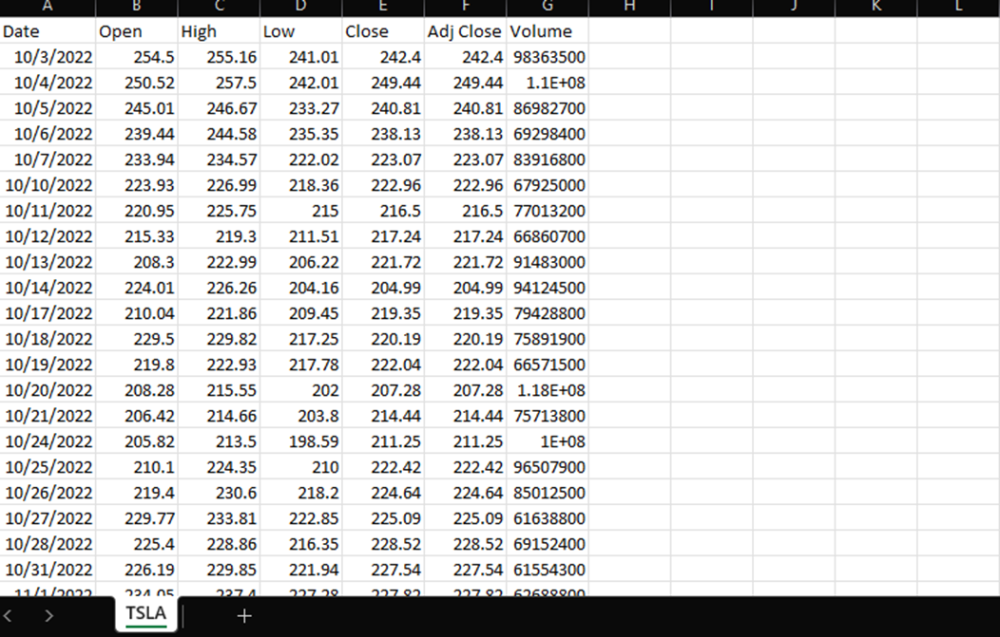 A B C D E F G H I J K L
Date Open High Low Close Adj Close Volume
10/3/2022 254.5 255.16 241.01 242.4 242.4 98363500
10/4/2022 250.52 257.5 242.01 249.44 249.44 1.1E+08
10/5/2022 245.01 246.67 233.27 240.81 240.81 86982700
10/6/2022 239.44 244.58 235.35 238.13 238.13 69298400
10/7/2022 233.94 234.57 222.02 223.07 223.07 83916800
10/10/2022 223.93 226.99 218.36 222.96 222.96 67925000
10/11/2022 220.95 225.75 215 216.5 216.5 77013200
10/12/2022 215.33 219.3 211.51 217.24 217.24 66860700
10/13/2022 208.3 222.99 206.22 221.72 221.72 91483000
10/14/2022 224.01 226.26 204.16 204.99 204.99 94124500
10/17/2022 210.04 221.86 209.45 219.35 219.35 79428800
10/18/2022 229.5 229.82 217.25 220.19 220.19 75891900
10/19/2022 219.8 222.93 217.78 222.04 222.04 66571500
10/20/2022 208.28 215.55 202 207.28 207.28 1.18E+08
10/21/2022 206.42 214.66 203.8 214.44 214.44 75713800
10/24/2022 205.82 213.5 198.59 211.25 211.25 1E+08
10/25/2022 210.1 224.35 210 222.42 222.42 96507900
10/26/2022 219.4 230.6 218.2 224.64 224.64 85012500
10/27/2022 229.77 233.81 222.85 225.09 225.09 61638800
10/28/2022 225.4 228.86 216.35 228.52 228.52 69152400
10/31/2022 226.19 229.85 221.94 227.54 227.54 61554300
11/1/2022 234.05 237.4 227.28 227.82 227.82 62688800
TSLA +